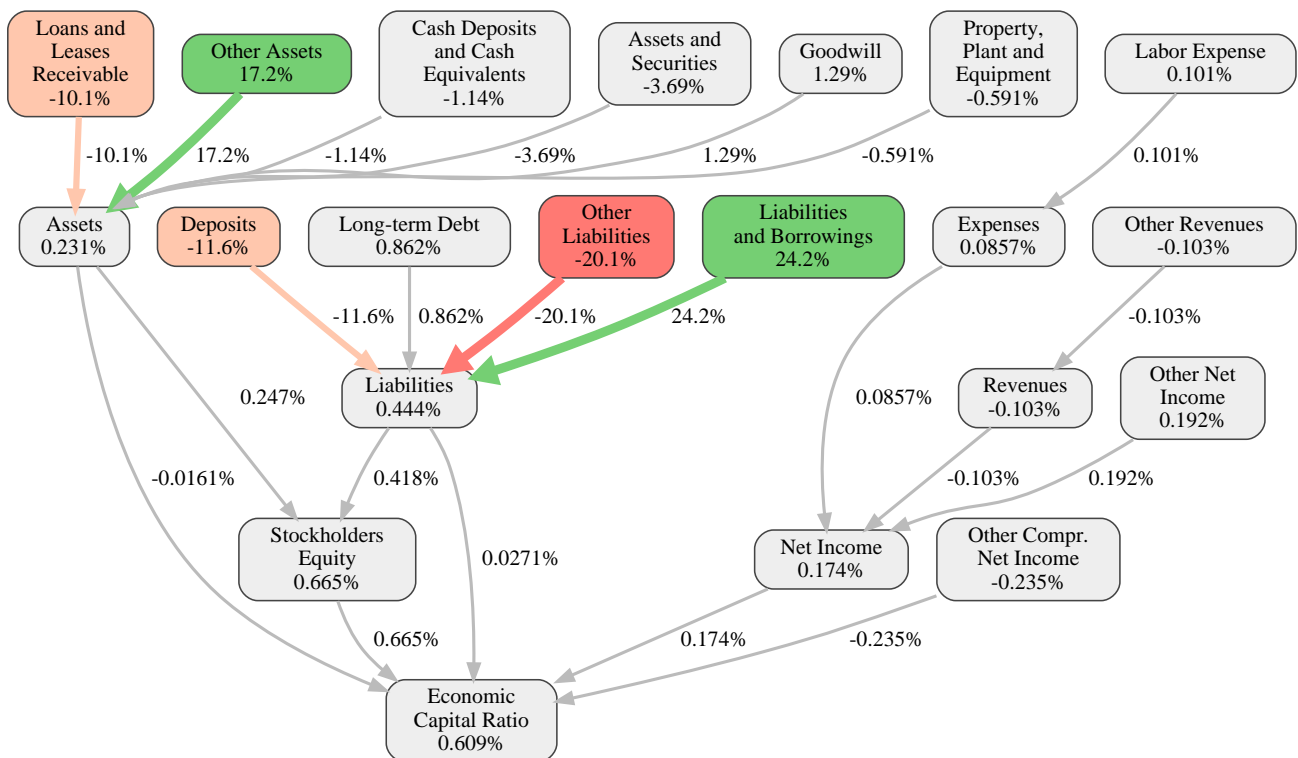 Loans and
Leases
Receivable
-10.1%
Other Assets
17.2%
Cash Deposits
and Cash
Equivalents
-1.14%
Assets and
Securities
-3.69%
Goodwill
1.29%
Property,
Plant and
Equipment
-0.591%
Labor Expense
0.101%
-10.1%
17.2%
-1.14%
-3.69%
1.29%
-0.591%
0.101%
Assets
0.231%
Deposits
-11.6%
Long-term Debt
0.862%
Other
Liabilities
-20.1%
Liabilities
and Borrowings
24.2%
Expenses
0.0857%
Other Revenues
-0.103%
-11.6%
0.862%
-20.1%
24.2%
-0.103%
0.247%
Liabilities
0.444%
0.0857%
Revenues
-0.103%
Other Net
Income
0.192%
-0.0161%
0.418%
-0.103%
0.192%
Stockholders
Equity
0.665%
0.0271%
Net Income
0.174%
Other Compr.
Net Income
-0.235%
0.665%
0.174%
-0.235%
Economic
Capital Ratio
0.609%